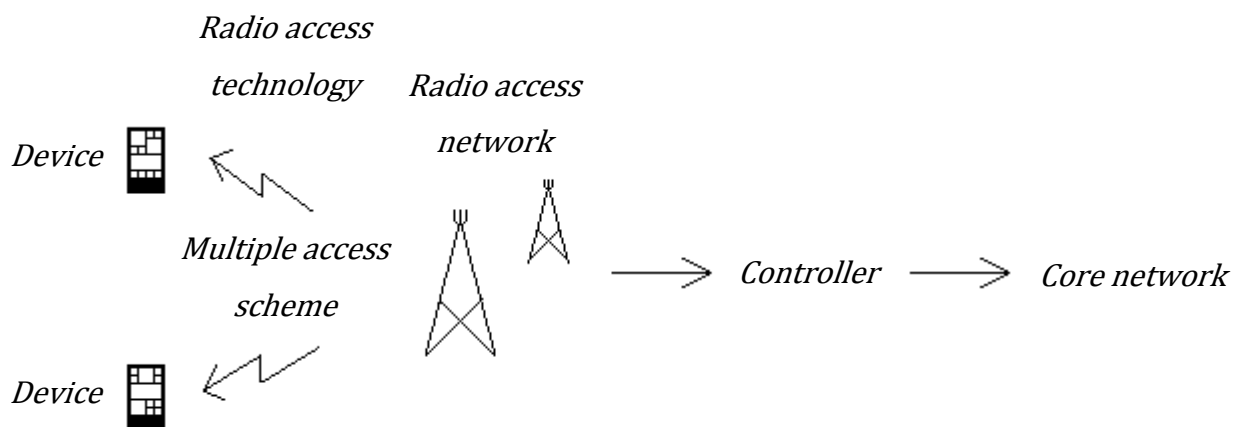 Radio access
technology
Radio access
network
Device
Multiple access
scheme
Controller
Core network
Device